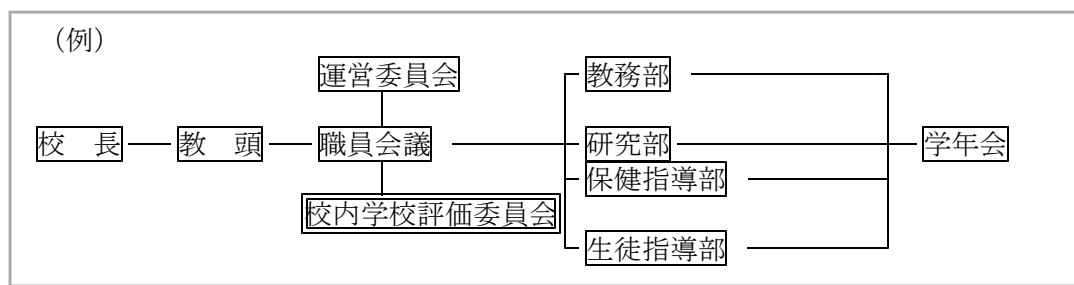 (例)
運営委員会
教務部
校　長
教　頭
職員会議
研究部
学年会
保健指導部
校内学校評価委員会
生徒指導部